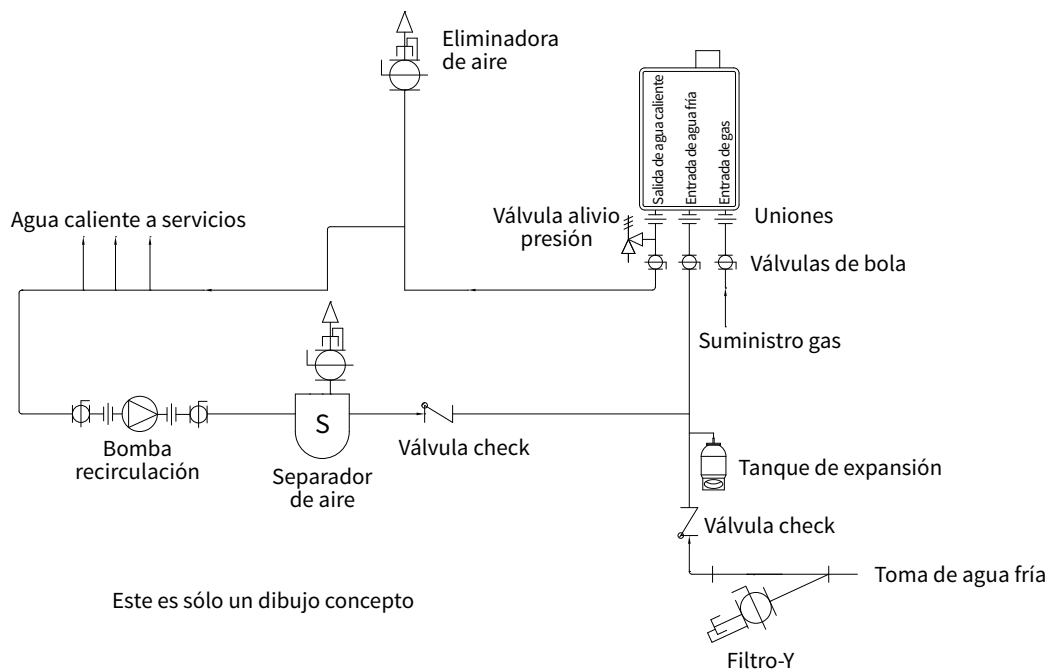 Eliminadora
de aire
Salida de agua caliente
Entrada de agua fría
Entrada de gas
Agua caliente a servicios
Válvula alivio
presión
Uniones
Válvulas de bola
Suministro gas
S
Bomba
recirculación
Separador
de aire
Válvula check
Tanque de expansión
Válvula check
Toma de agua fría
Este es sólo un dibujo concepto
Filtro-Y